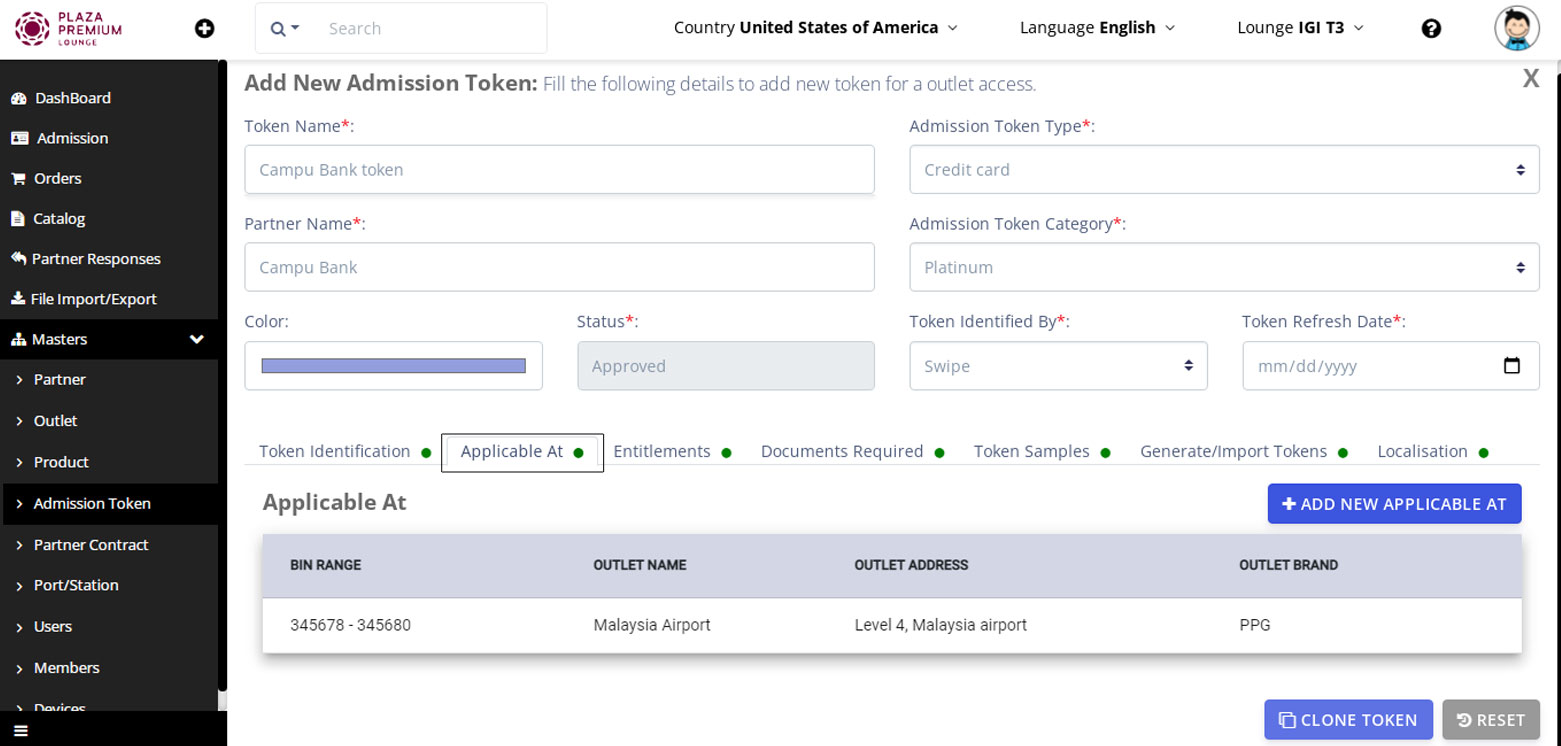 PLAZA
PREMIUM
LOUNGE
Search
Country United States of America
Language English
Lounge IGI T3
DashBoard
Admission
Orders
Catalog
Partner Responses
File Import/Export
Masters
Partner
Outlet
Product
Admission Token
Partner Contract
Port/Station
Users
Members
Devices
Add New Admission Token: Fill the following details to add new token for a outlet access.
X
Token Name*:
Campu Bank token
Admission Token Type*:
Credit card
Partner Name*:
Campu Bank
Admission Token Category*:
Platinum
Color:
Status*:
Approved
Token Identified By*:
Swipe
Token Refresh Date*:
mm/dd/yyyy
Token Identification
Applicable At
Entitlements
Documents Required
Token Samples
Generate/Import Tokens
Localisation
Applicable At
ADD NEW APPLICABLE AT
BIN RANGE OUTLET NAME OUTLET ADDRESS OUTLET BRAND
345678 - 345680 Malaysia Airport Level 4, Malaysia airport PPG
CLONE TOKEN
RESET